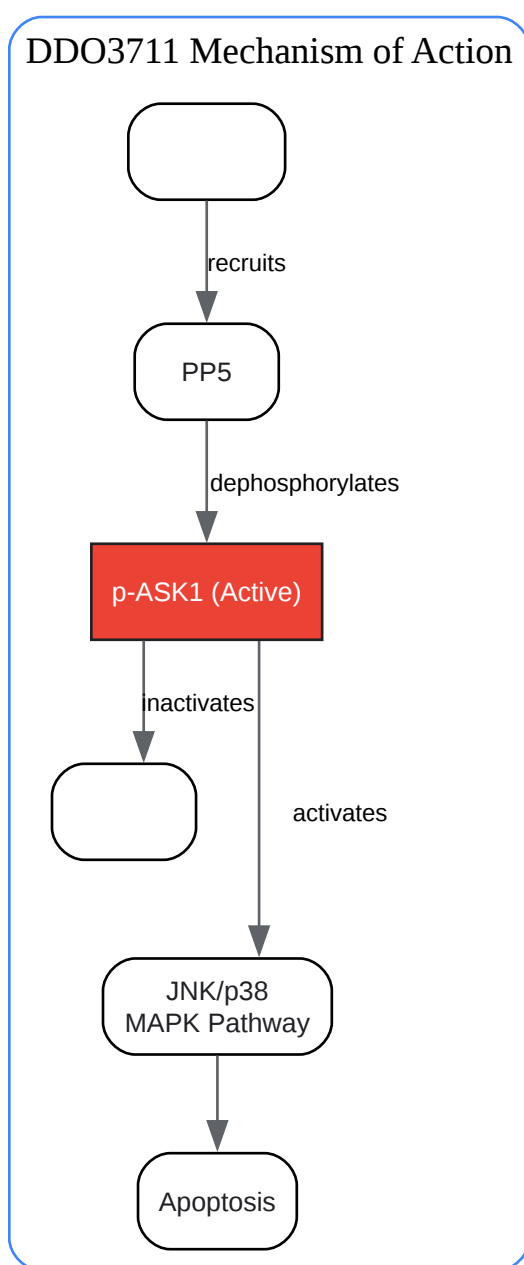 DDO3711 Mechanism of Action
recruits
PP5
dephosphorylates
p-ASK1 (Active)
inactivates
activates
JNK/p38
MAPK Pathway
Apoptosis